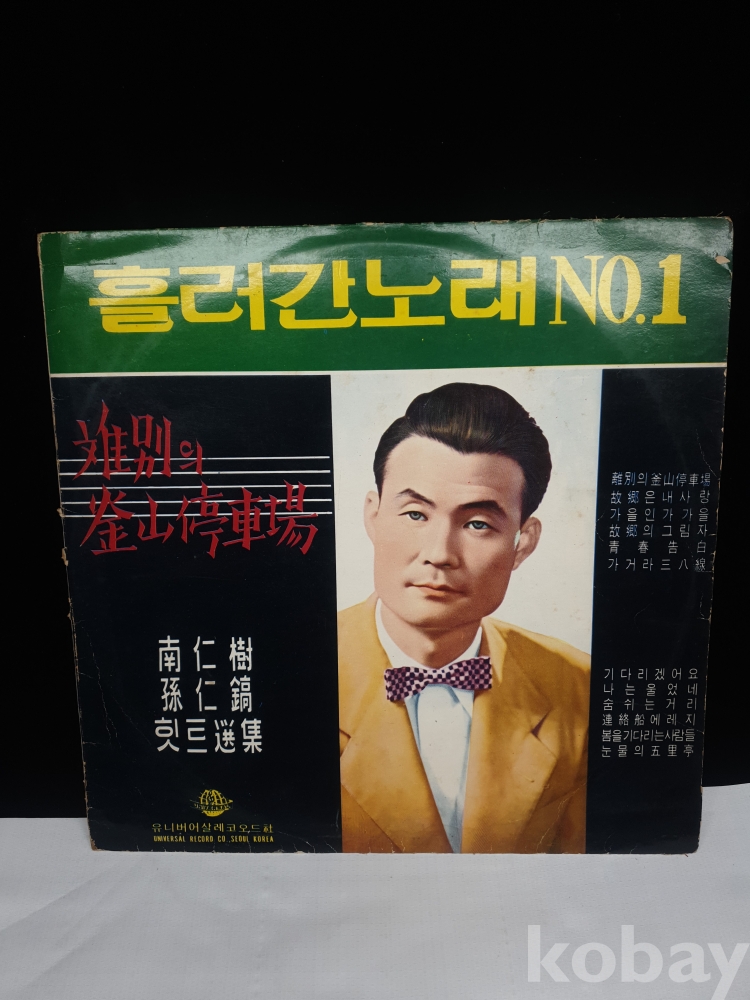 흘러간노래 NO.1
離別의
釜山停車場
南仁樹
孫仁鎬
힛트選集
유니버어살레코오드社
UNIVERSAL RECORD CO. SEOUL KOREA
離別의釜山停車場
故鄕은내사랑
가을인가가을
故鄕의그림자
靑春告白
가거라三八線
기다리겠어요
나는울었네
숨쉬는거리
連絡船에레지
봄을기다리는사람들
눈물의五里亭
kobay